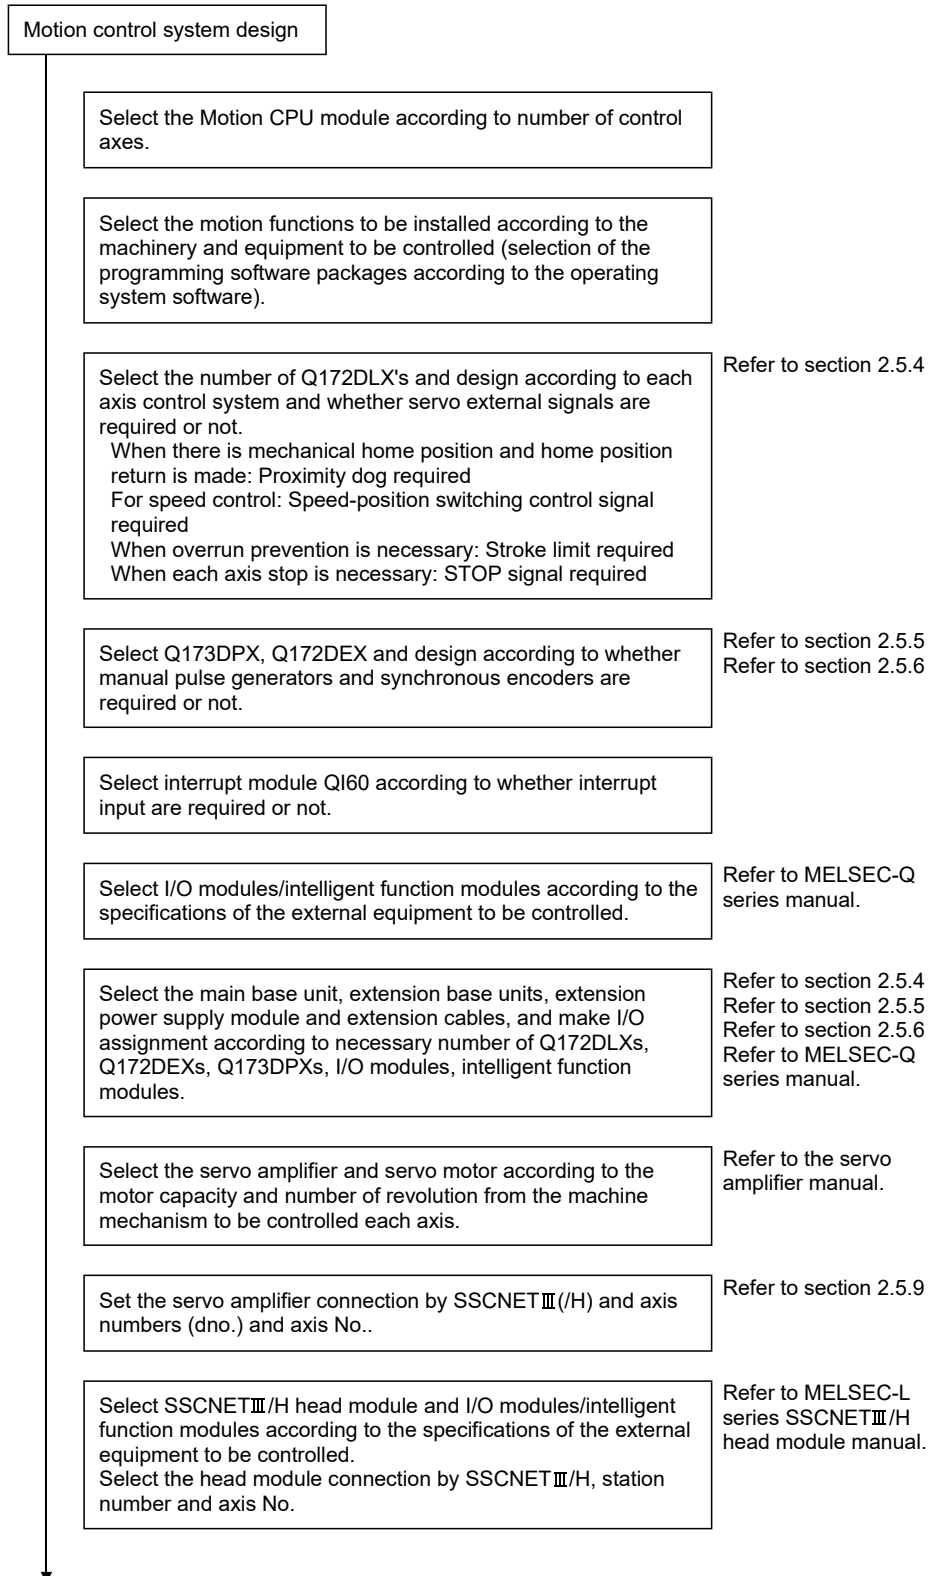 Motion control system design
Select the Motion CPU module according to number of control
axes.
Select the motion functions to be installed according to the
machinery and equipment to be controlled (selection of the
programming software packages according to the operating
system software).
Select the number of Q172DLX's and design according to each
axis control system and whether servo external signals are
required or not.
When there is mechanical home position and home position
return is made: Proximity dog required
For speed control: Speed-position switching control signal
required
When overrun prevention is necessary: Stroke limit required
When each axis stop is necessary: STOP signal required
Refer to section 2.5.4
Select Q173DPX, Q172DEX and design according to whether
manual pulse generators and synchronous encoders are
required or not.
Refer to section 2.5.5
Refer to section 2.5.6
Select interrupt module QI60 according to whether interrupt
input are required or not.
Select I/O modules/intelligent function modules according to the
specifications of the external equipment to be controlled.
Refer to MELSEC-Q
series manual.
Select the main base unit, extension base units, extension
power supply module and extension cables, and make I/O
assignment according to necessary number of Q172DLXs,
Q172DEXs, Q173DPXs, I/O modules, intelligent function
modules.
Refer to section 2.5.4
Refer to section 2.5.5
Refer to section 2.5.6
Refer to MELSEC-Q
series manual.
Select the servo amplifier and servo motor according to the
motor capacity and number of revolution from the machine
mechanism to be controlled each axis.
Refer to the servo
amplifier manual.
Set the servo amplifier connection by SSCNETⅢ(/H) and axis
numbers (dno.) and axis No..
Refer to section 2.5.9
Select SSCNETⅢ/H head module and I/O modules/intelligent
function modules according to the specifications of the external
equipment to be controlled.
Select the head module connection by SSCNETⅢ/H, station
number and axis No.
Refer to MELSEC-L
series SSCNETⅢ/H
head module manual.